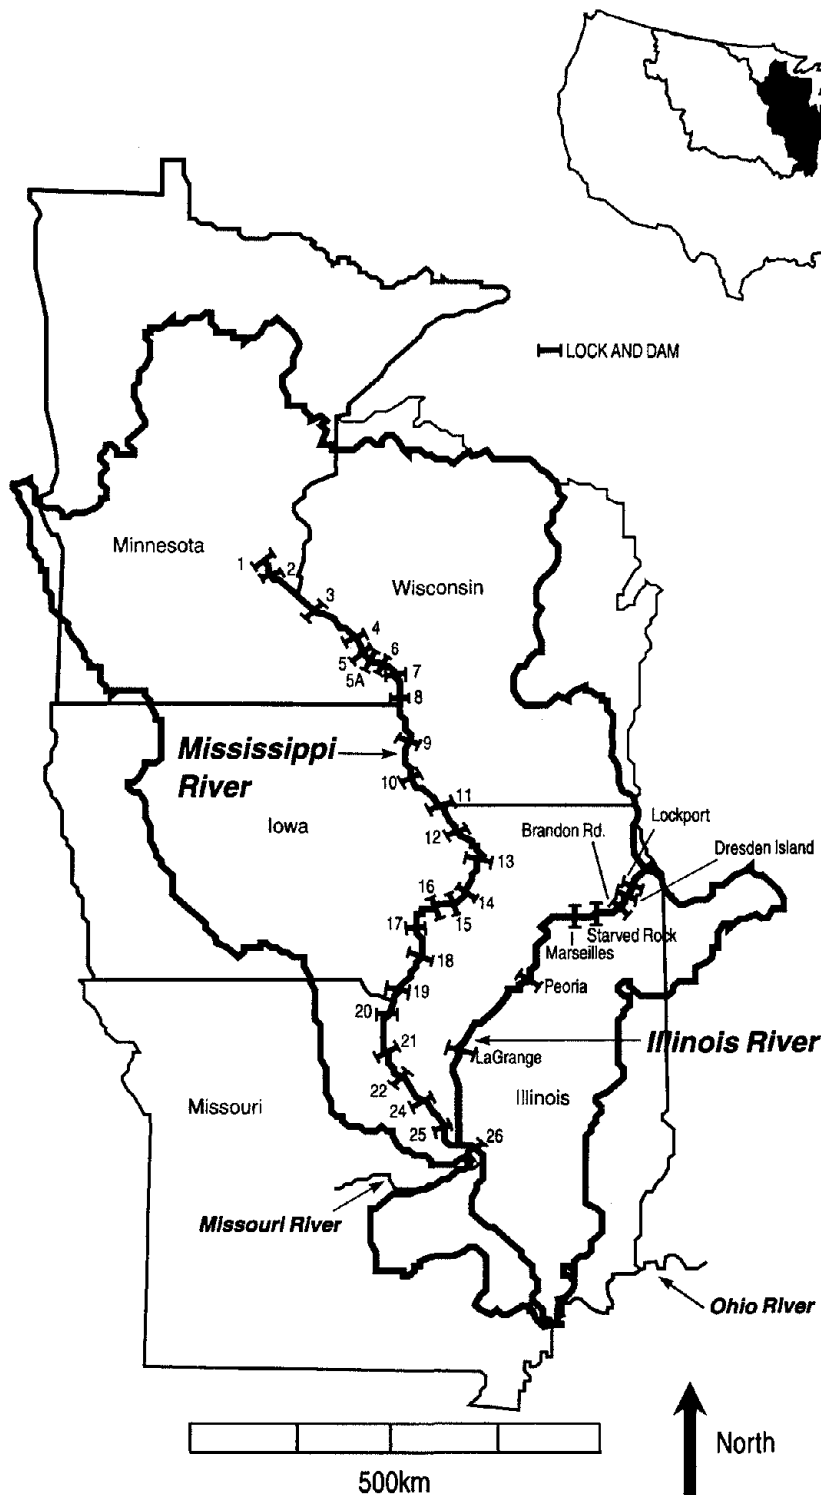 LOCK AND DAM
Minnesota
1
2
Wisconsin
3
4
6
5
5A
7
8
Mississippi
River
9
10
11
Iowa
12
Brandon Rd.
Lockport
13
Dresden Island
16
14
15
17
Starved Rock
Marseilles
18
Peoria
19
20
Illinois River
21
LaGrange
22
Illinois
Missouri
24
25
26
Missouri River
Ohio River
North
500km